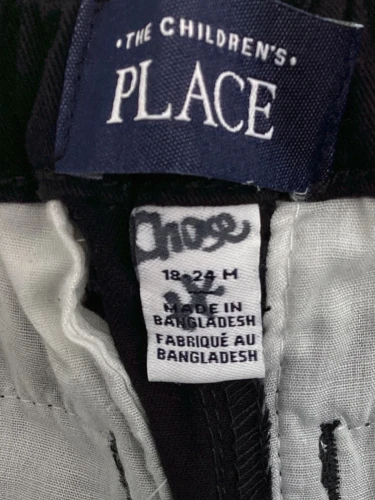 ·THE CHILDREN'S·
PLACE
Chase
18-24 M
MADE IN
BANGLADESH
FABRIQUÉ AU
BANGLADESH